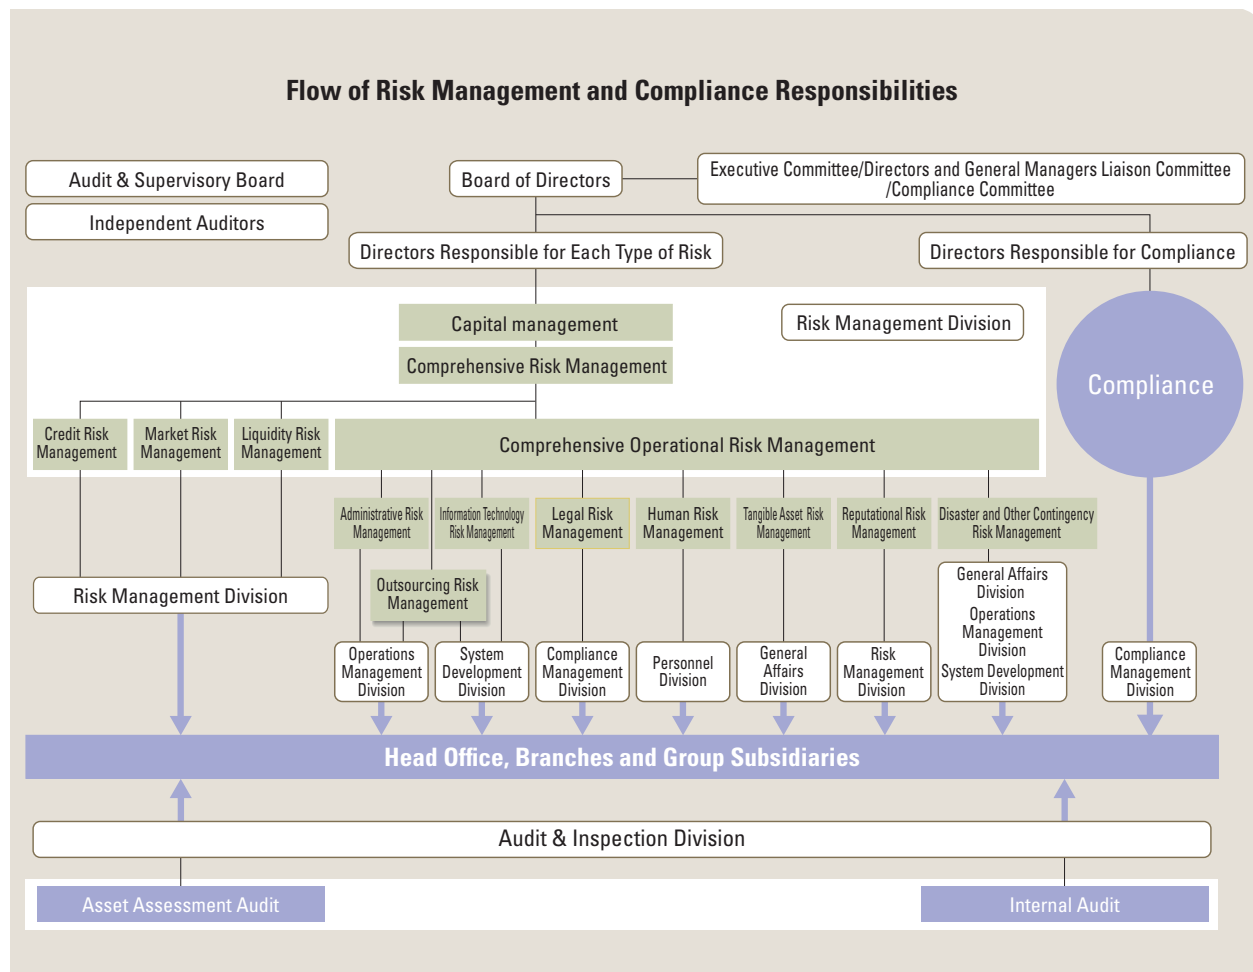 Flow of Risk Management and Compliance Responsibilities
Audit & Supervisory Board
Independent Auditors
Board of Directors
Executive Committee/Directors and General Managers Liaison Committee
/Compliance Committee
Directors Responsible for Each Type of Risk
Directors Responsible for Compliance
Capital management
Risk Management Division
Comprehensive Risk Management
Compliance
Credit Risk
Management
Market Risk
Management
Liquidity Risk
Management
Comprehensive Operational Risk Management
Administrative Risk
Management
Information Technology
Risk Management
Legal Risk
Management
Human Risk
Management
Tangible Asset Risk
Management
Reputational Risk
Management
Disaster and Other Contingency
Risk Management
Outsourcing Risk
Management
Risk Management Division
Operations
Management
Division
System
Development
Division
Compliance
Management
Division
Personnel
Division
General
Affairs
Division
Risk
Management
Division
General Affairs
Division
Operations
Management
Division
System Development
Division
Compliance
Management
Division
Head Office, Branches and Group Subsidiaries
Audit & Inspection Division
Asset Assessment Audit
Internal Audit